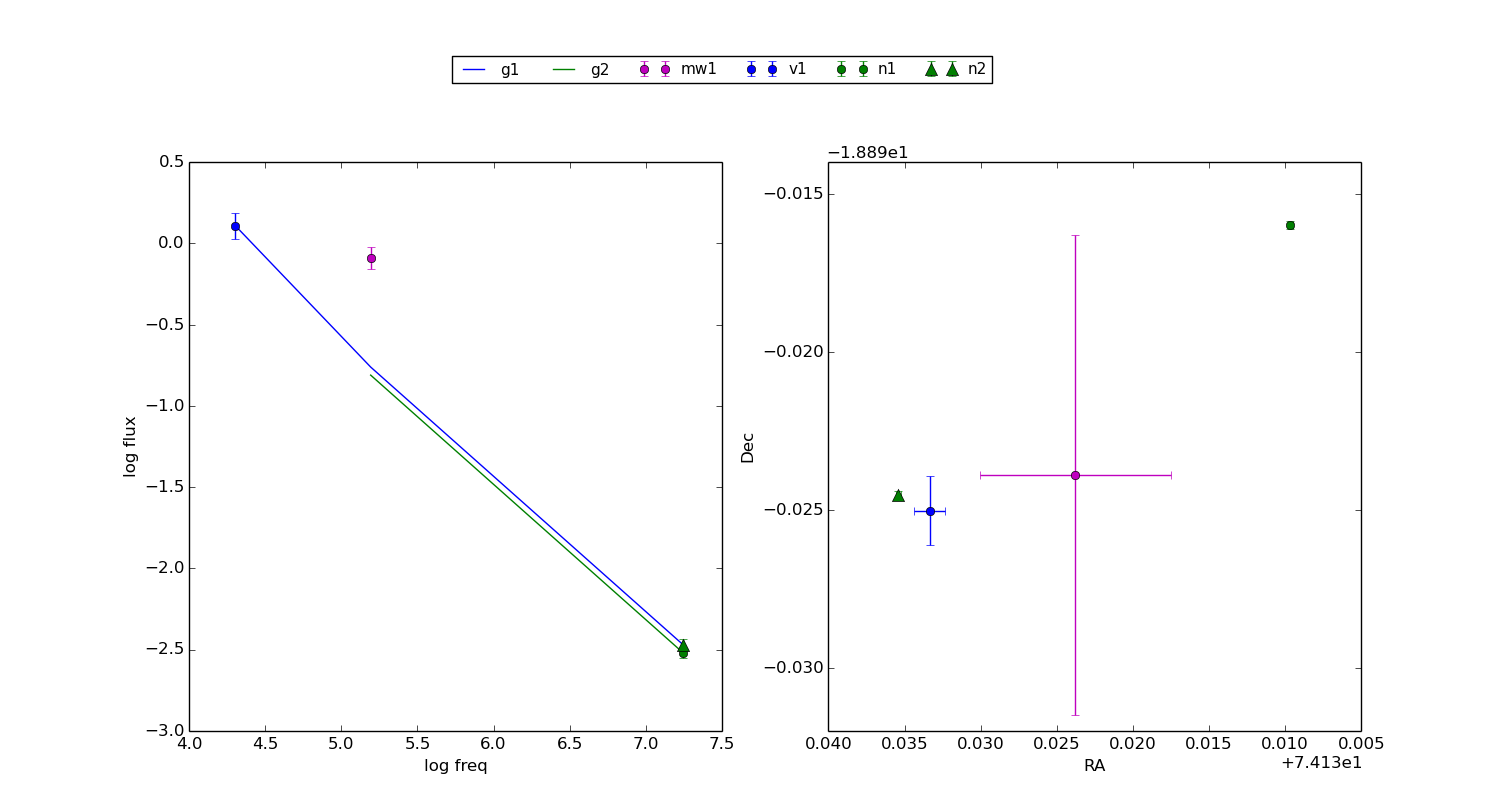 g1 g2 mw1 v1 n1 n2
−1.889e1
0.5
0.0
−0.5
−1.0
−1.5
−2.0
−2.5
−3.0
log flux
4.0 4.5 5.0 5.5 6.0 6.5 7.0 7.5
log freq
−0.015
−0.020
−0.025
−0.030
Dec
0.040 0.035 0.030 0.025 0.020 0.015 0.010 0.005
RA
+7.413e1